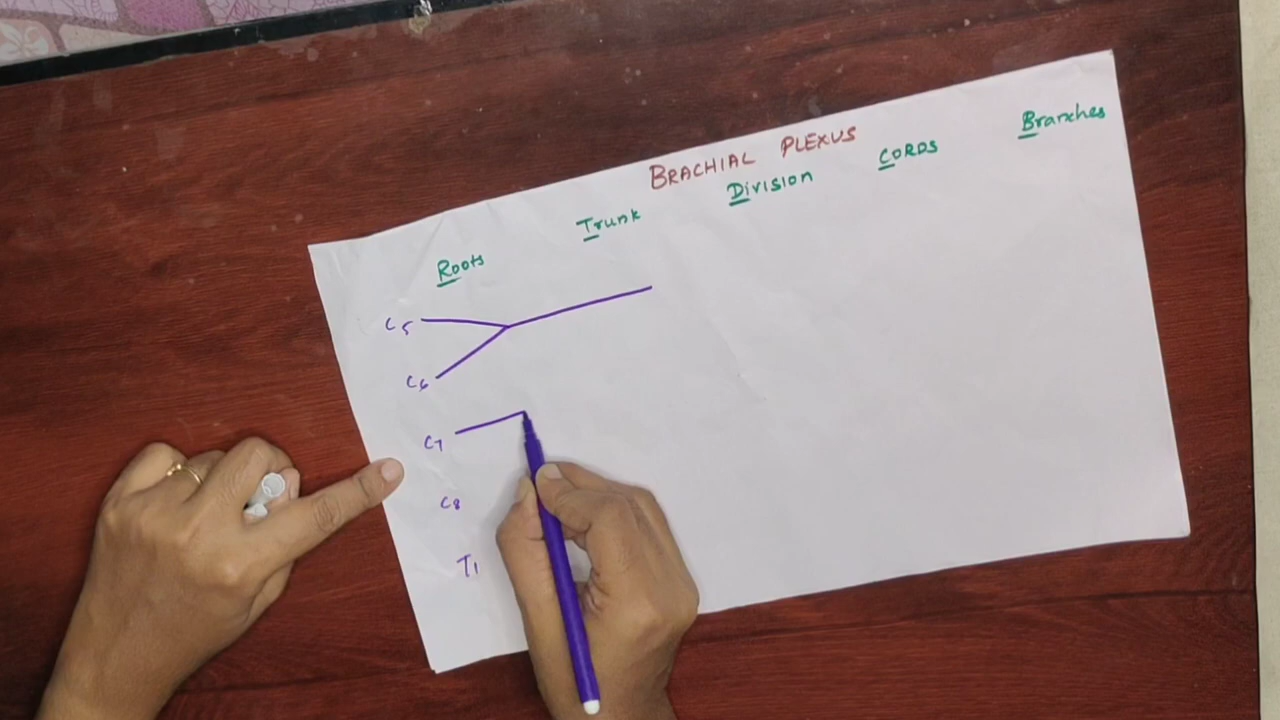 BRACHIAL PLEXUS
Roots Trunk Division CORDS Branches
C5
C6
C7
C8
T1